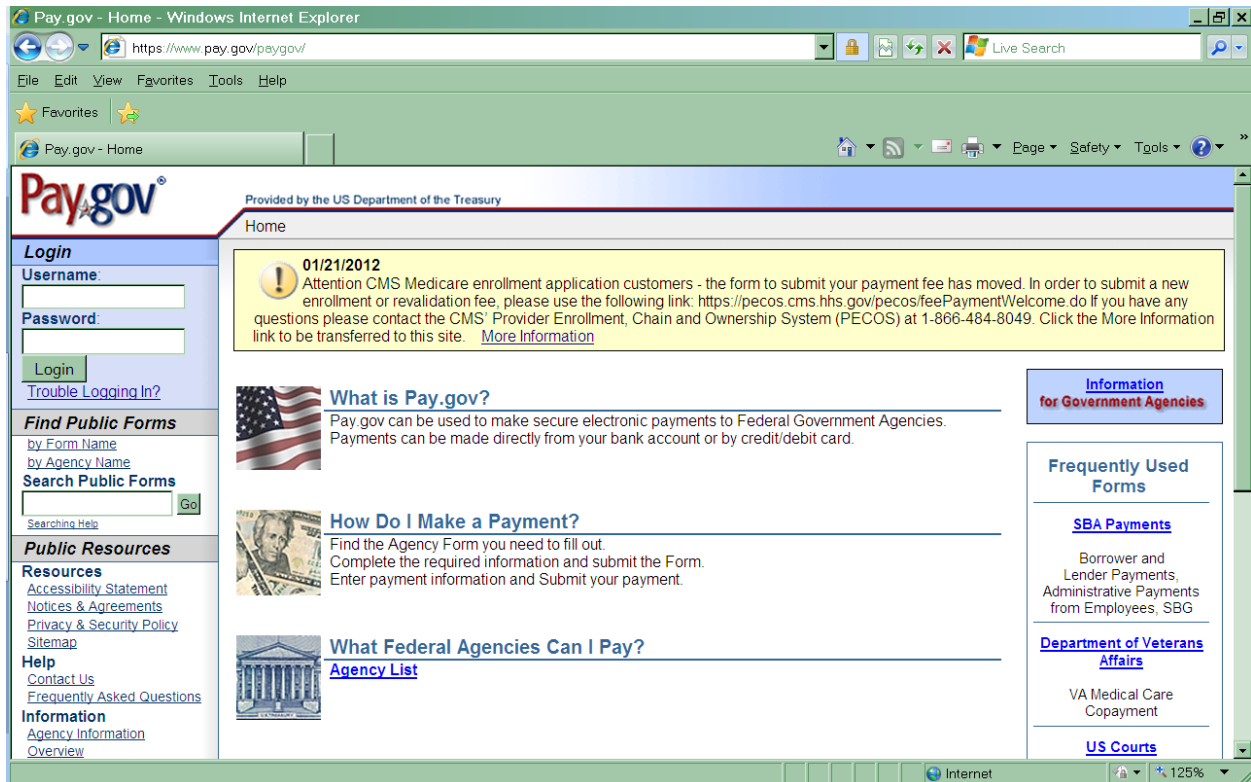 Pay.gov - Home - Windows Internet Explorer
https://www.pay.gov/paygov/
Live Search
File Edit View Favorites Tools Help
Favorites
Pay.gov - Home
Page Safety Tools
Pay.gov®
Provided by the US Department of the Treasury
Home
Login
Username:
Password:
Login
Trouble Logging In?
Find Public Forms
by Form Name
by Agency Name
Search Public Forms
Go
Searching Help
Public Resources
Resources
Accessibility Statement
Notices & Agreements
Privacy & Security Policy
Sitemap
Help
Contact Us
Frequently Asked Questions
Information
Agency Information
Overview
01/21/2012
Attention CMS Medicare enrollment application customers - the form to submit your payment fee has moved. In order to submit a new
enrollment or revalidation fee, please use the following link: https://pecos.cms.hhs.gov/pecos/feePaymentWelcome.do If you have any
questions please contact the CMS' Provider Enrollment, Chain and Ownership System (PECOS) at 1-866-484-8049. Click the More Information
link to be transferred to this site. More Information
What is Pay.gov?
Pay.gov can be used to make secure electronic payments to Federal Government Agencies.
Payments can be made directly from your bank account or by credit/debit card.
How Do I Make a Payment?
Find the Agency Form you need to fill out.
Complete the required information and submit the Form.
Enter payment information and Submit your payment.
What Federal Agencies Can I Pay?
Agency List
Information
for Government Agencies
Frequently Used
Forms
SBA Payments
Borrower and
Lender Payments,
Administrative Payments
from Employees, SBG
Department of Veterans
Affairs
VA Medical Care
Copayment
US Courts
Internet
125%